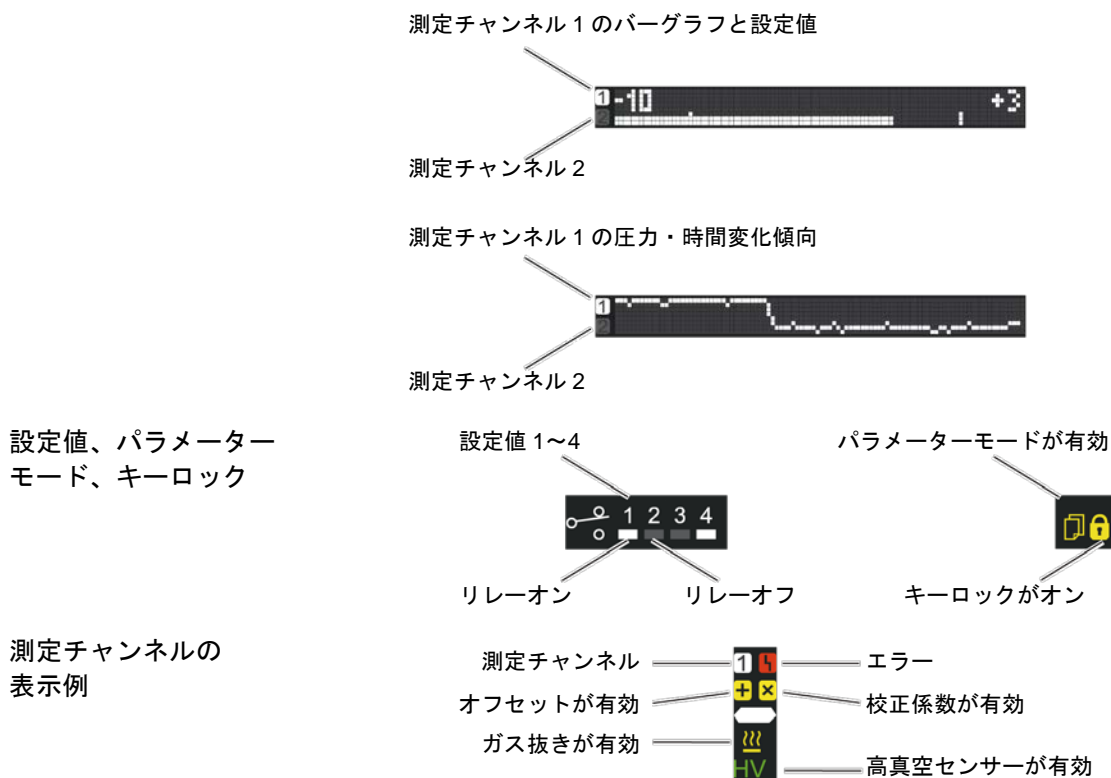 測定チャンネル 1 のバーグラフと設定値
1 -10 +3
2
測定チャンネル 2
測定チャンネル 1 の圧力・時間変化傾向
1
2
測定チャンネル 2
設定値、パラメーター
モード、キーロック
設定値 1〜4
パラメーターモードが有効
1 2 3 4
リレーオン
リレーオフ
キーロックがオン
測定チャンネルの
表示例
測定チャンネル
1
エラー
オフセットが有効
+ ×
校正係数が有効
ガス抜きが有効
HV
高真空センサーが有効